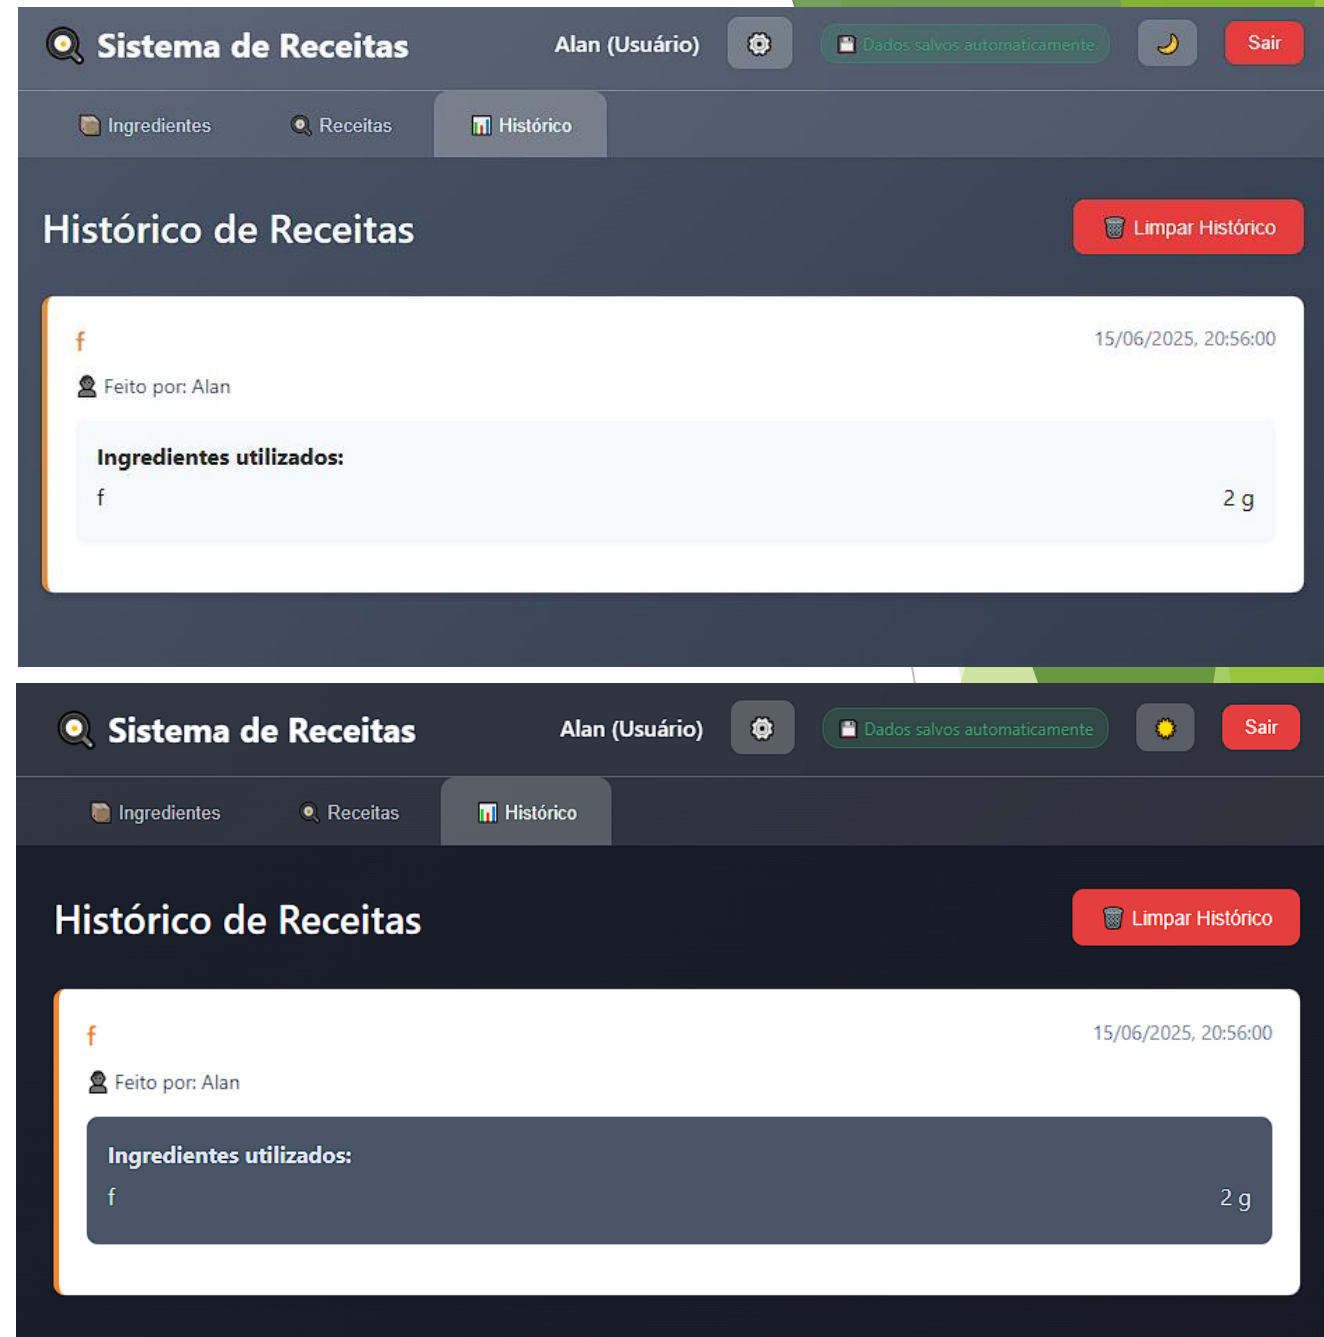 Sistema de Receitas
Alan (Usuário)
Dados salvos automaticamente
Sair
Ingredientes
Receitas
Histórico
Histórico de Receitas
Limpar Histórico
f
15/06/2025, 20:56:00
Feito por: Alan
Ingredientes utilizados:
f
2 g
Sistema de Receitas
Alan (Usuário)
Dados salvos automaticamente
Sair
Ingredientes
Receitas
Histórico
Histórico de Receitas
Limpar Histórico
f
15/06/2025, 20:56:00
Feito por: Alan
Ingredientes utilizados:
f
2 g